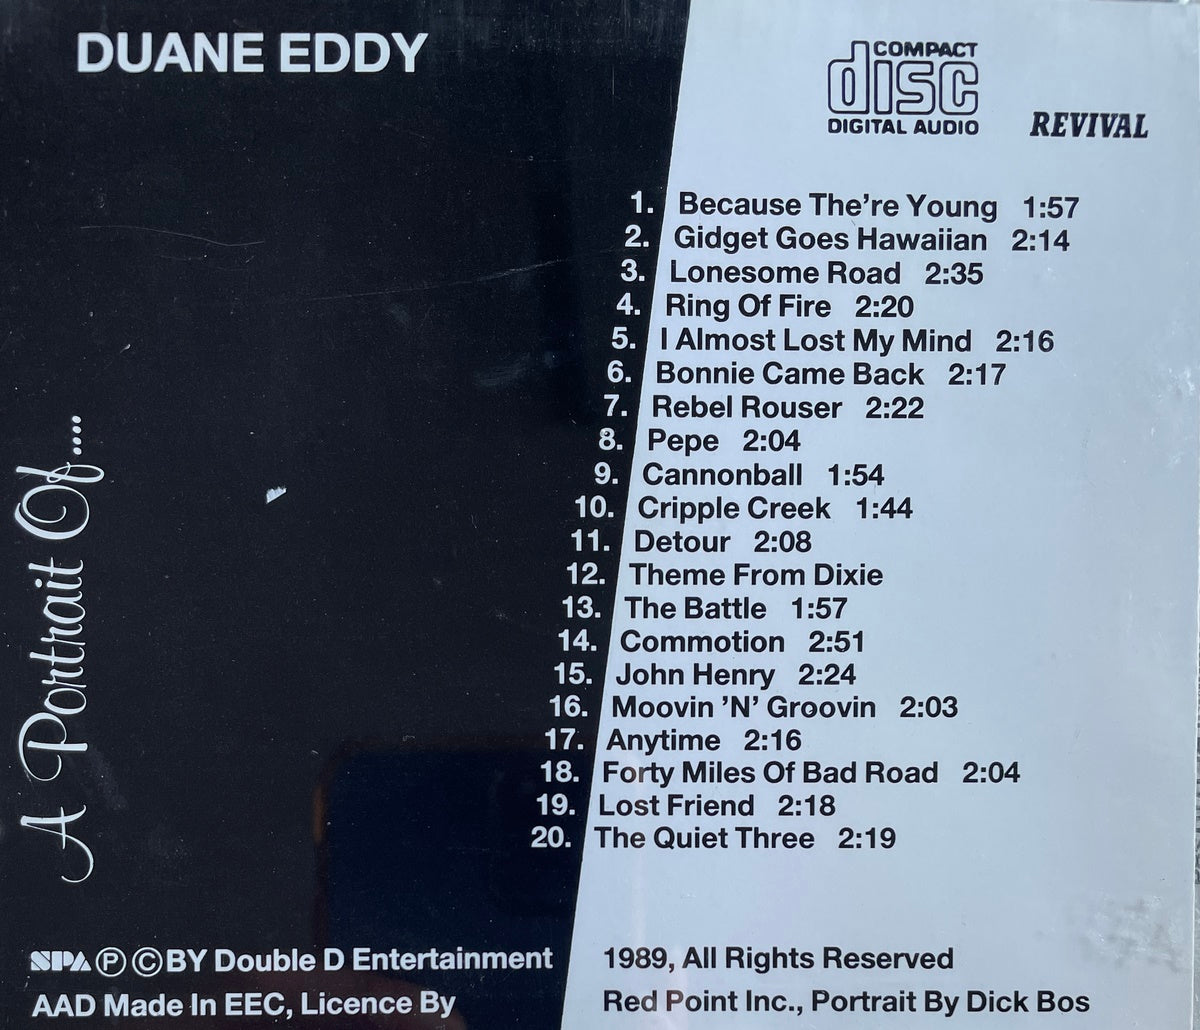 DUANE EDDY
COMPACT
disc
DIGITAL AUDIO
REVIVAL
1. Because The're Young 1:57
2. Gidget Goes Hawaiian 2:14
3. Lonesome Road 2:35
4. Ring Of Fire 2:20
5. I Almost Lost My Mind 2:16
6. Bonnie Came Back 2:17
7. Rebel Rouser 2:22
8. Pepe 2:04
9. Cannonball 1:54
10. Cripple Creek 1:44
11. Detour 2:08
12. Theme From Dixie
13. The Battle 1:57
14. Commotion 2:51
15. John Henry 2:24
16. Moovin 'N' Groovin 2:03
17. Anytime 2:16
18. Forty Miles Of Bad Road 2:04
19. Lost Friend 2:18
20. The Quiet Three 2:19
A Portrait Of....
SPA Ⓟ © BY Double D Entertainment 1989, All Rights Reserved
AAD Made In EEC, Licence By Red Point Inc., Portrait By Dick Bos